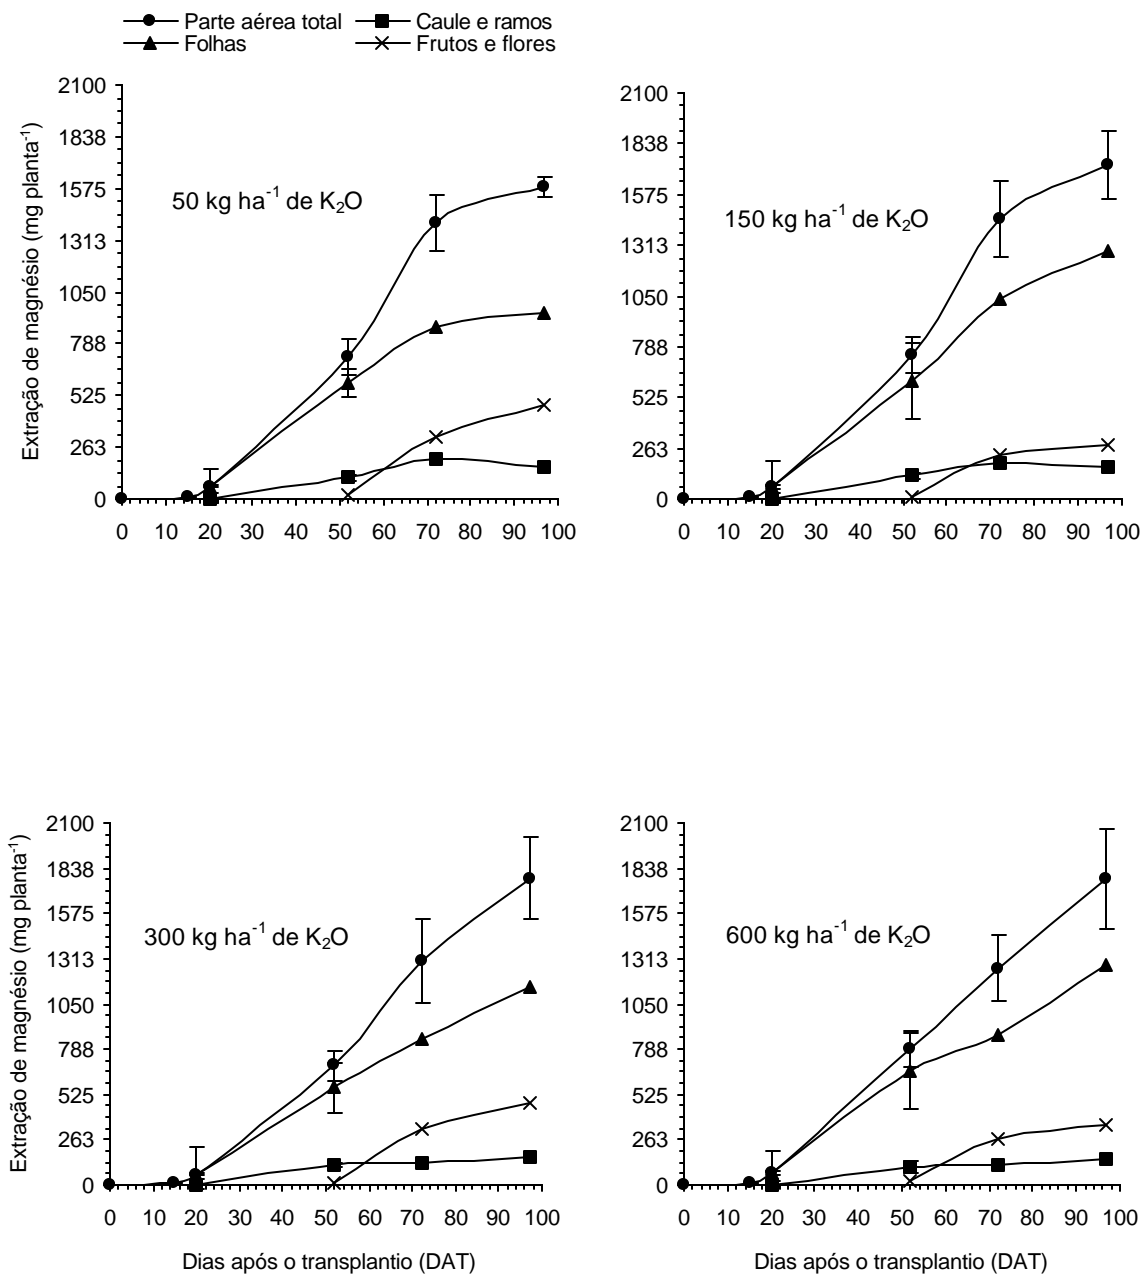 Parte aérea total Caule e ramos
Folhas Frutos e flores
Extração de magnésio (mg planta-1)
2100
1838
1575
1313
1050
788
525
263
0
50 kg ha-1 de K2O
0 10 20 30 40 50 60 70 80 90 100
2100
1838
1575
1313
1050
788
525
263
0
150 kg ha-1 de K2O
0 10 20 30 40 50 60 70 80 90 100
Extração de magnésio (mg planta-1)
2100
1838
1575
1313
1050
788
525
263
0
300 kg ha-1 de K2O
0 10 20 30 40 50 60 70 80 90 100
Dias após o transplantio (DAT)
2100
1838
1575
1313
1050
788
525
263
0
600 kg ha-1 de K2O
0 10 20 30 40 50 60 70 80 90 100
Dias após o transplantio (DAT)